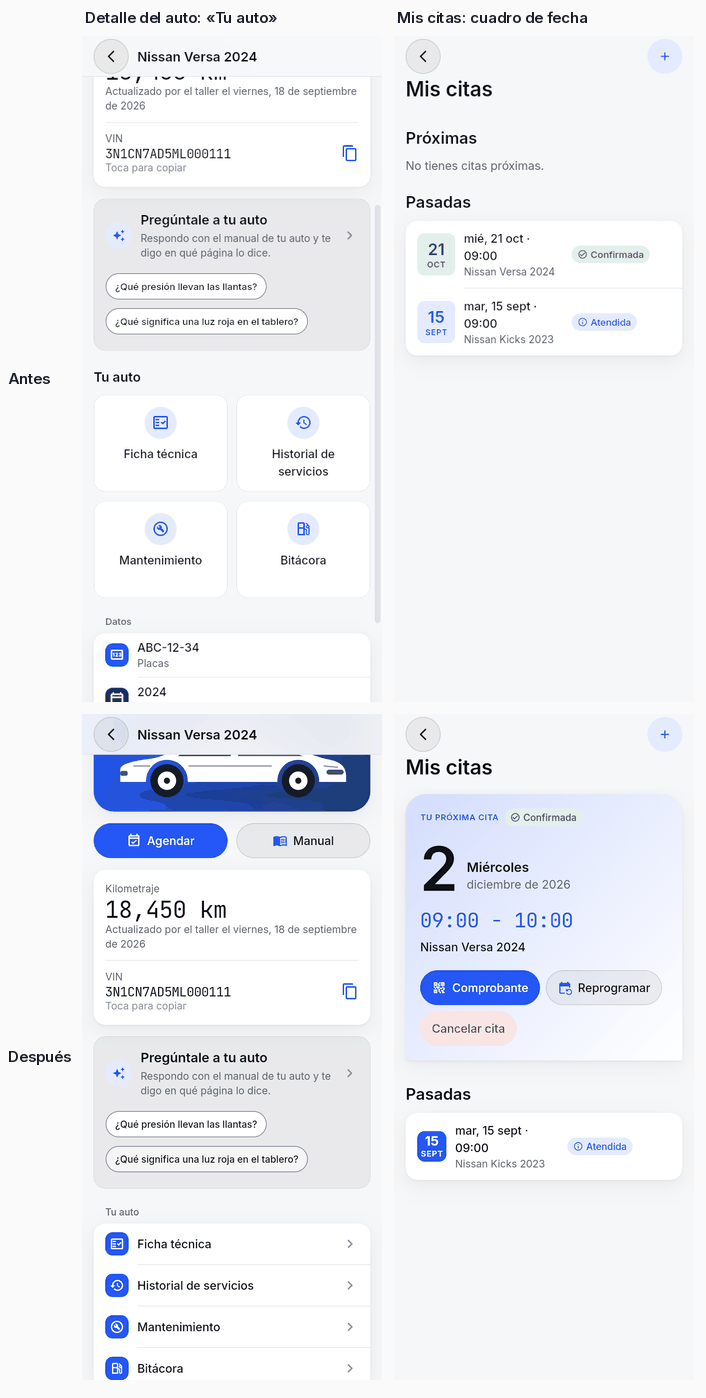 Detalle del auto: «Tu auto»
Mis citas: cuadro de fecha
Antes
Nissan Versa 2024
Actualizado por el taller el viernes, 18 de septiembre
de 2026
VIN
3N1CN7AD5ML000111
Toca para copiar
Pregúntale a tu auto
Respondo con el manual de tu auto y te
digo en qué página lo dice.
¿Qué presión llevan las llantas?
¿Qué significa una luz roja en el tablero?
Tu auto
Ficha técnica
Historial de
servicios
Mantenimiento
Bitácora
Datos
ABC-12-34
Placas
2024
+
Mis citas
Próximas
No tienes citas próximas.
Pasadas
21
OCT
mié, 21 oct ·
09:00
Nissan Versa 2024
Confirmada
15
SEPT
mar, 15 sept ·
09:00
Nissan Kicks 2023
Atendida
Después
Nissan Versa 2024
Agendar
Manual
Kilometraje
18,450 km
Actualizado por el taller el viernes, 18 de septiembre
de 2026
VIN
3N1CN7AD5ML000111
Toca para copiar
Pregúntale a tu auto
Respondo con el manual de tu auto y te
digo en qué página lo dice.
¿Qué presión llevan las llantas?
¿Qué significa una luz roja en el tablero?
Tu auto
Ficha técnica
Historial de servicios
Mantenimiento
Bitácora
+
Mis citas
TU PRÓXIMA CITA
Confirmada
2
Miércoles
diciembre de 2026
09:00 - 10:00
Nissan Versa 2024
Comprobante
Reprogramar
Cancelar cita
Pasadas
15
SEPT
mar, 15 sept ·
09:00
Nissan Kicks 2023
Atendida